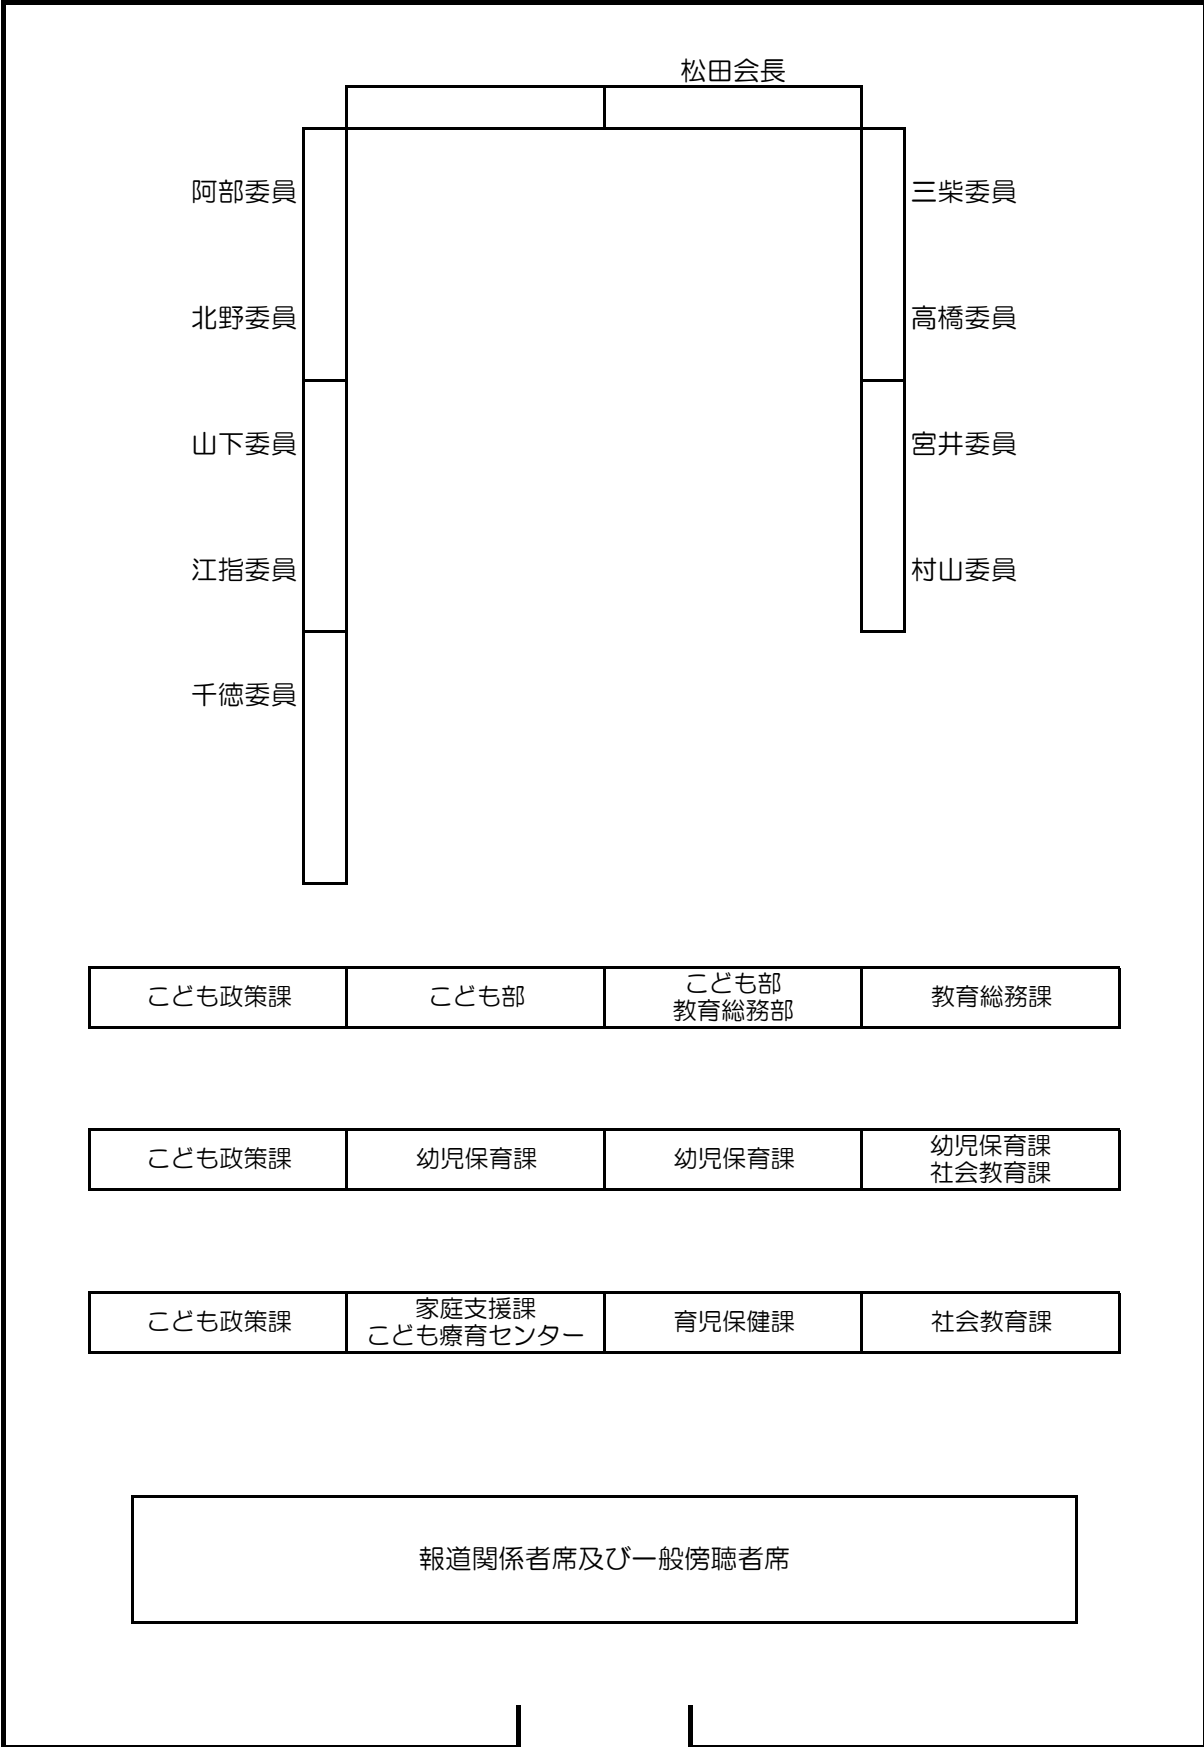 松田会長
阿部委員
三柴委員
北野委員
高橋委員
山下委員
宮井委員
江指委員
村山委員
千徳委員
こども政策課
こども部
こども部
教育総務部
教育総務課
こども政策課
幼児保育課
幼児保育課
幼児保育課
社会教育課
こども政策課
家庭支援課
こども療育センター
育児保健課
社会教育課
報道関係者席及び一般傍聴者席